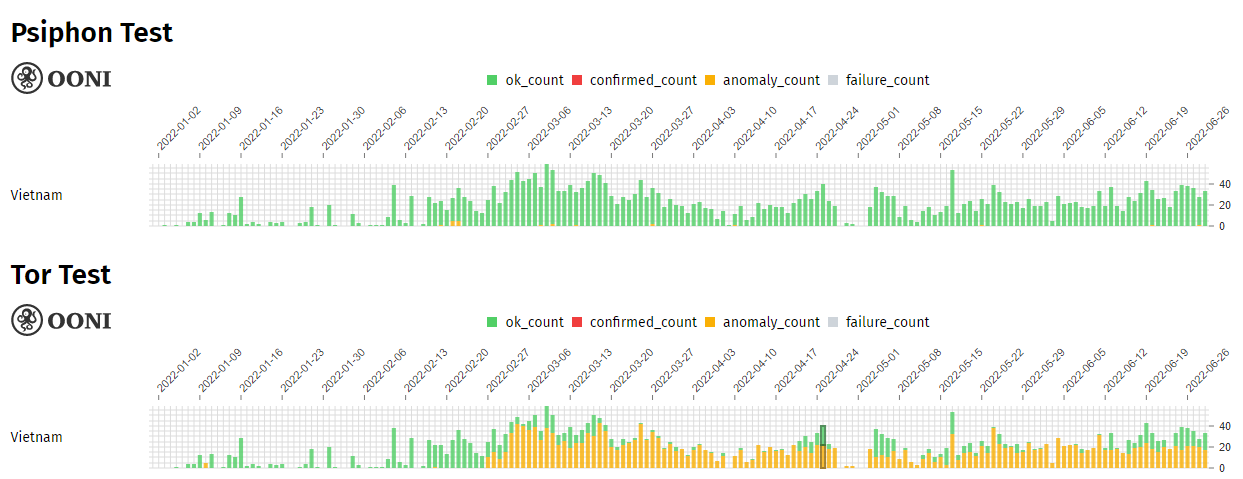 Psiphon Test
OONI
ok_count confirmed_count anomaly_count failure_count
2022-01-02 2022-01-09 2022-01-16 2022-01-23 2022-01-30 2022-02-06 2022-02-13 2022-02-20 2022-02-27 2022-03-06 2022-03-13 2022-03-20 2022-03-27 2022-04-03 2022-04-10 2022-04-17 2022-04-24 2022-05-01 2022-05-08 2022-05-15 2022-05-22 2022-05-29 2022-06-05 2022-06-12 2022-06-19 2022-06-26
40
Vietnam 20
0
Tor Test
OONI
ok_count confirmed_count anomaly_count failure_count
2022-01-02 2022-01-09 2022-01-16 2022-01-23 2022-01-30 2022-02-06 2022-02-13 2022-02-20 2022-02-27 2022-03-06 2022-03-13 2022-03-20 2022-03-27 2022-04-03 2022-04-10 2022-04-17 2022-04-24 2022-05-01 2022-05-08 2022-05-15 2022-05-22 2022-05-29 2022-06-05 2022-06-12 2022-06-19 2022-06-26
40
Vietnam 20
0